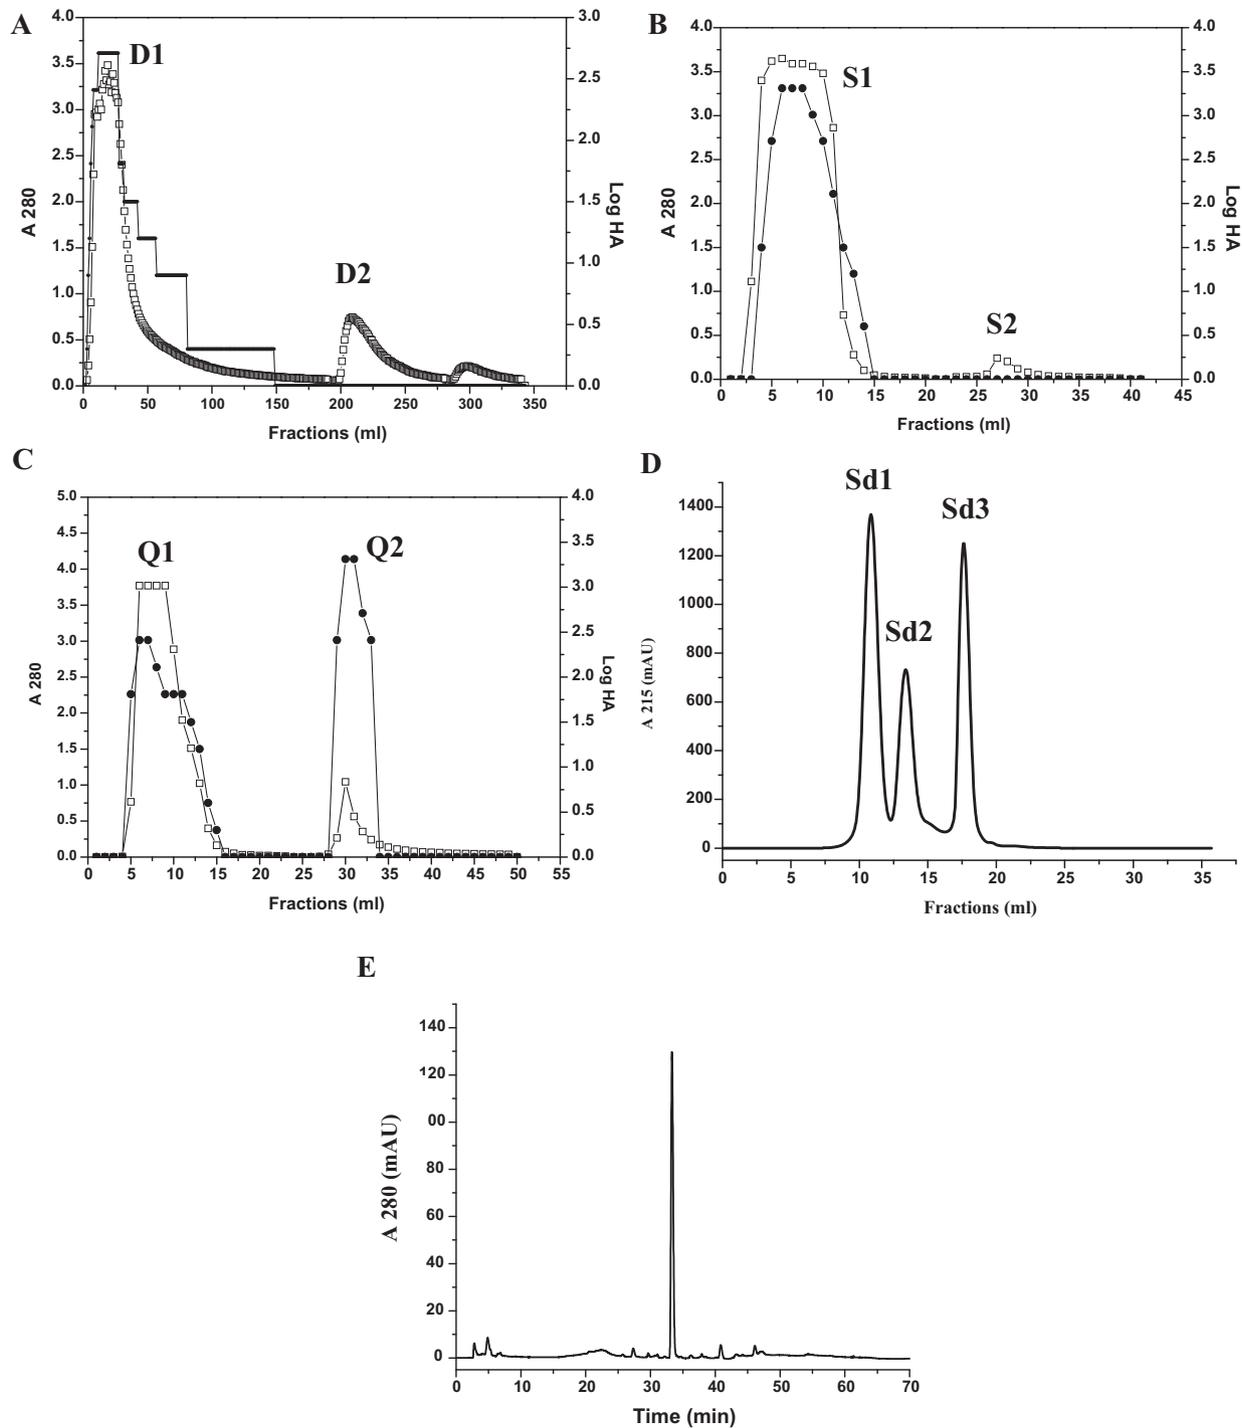 A
B
4.0
3.5
3.0
2.5
2.0
1.5
1.0
0.5
0.0
A 280
D1
D2
3.0
2.5
2.0
1.5
1.0
0.5
0.0
Log HA
0 50 100 150 200 250 300 350
Fractions (ml)
4.0
3.5
3.0
2.5
2.0
1.5
1.0
0.5
0.0
A 280
S1
S2
4.0
3.5
3.0
2.5
2.0
1.5
1.0
0.5
0.0
Log HA
0 5 10 15 20 25 30 35 40 45
Fractions (ml)
C
D
5.0
4.5
4.0
3.5
3.0
2.5
2.0
1.5
1.0
0.5
0.0
A 280
Q1
Q2
4.0
3.5
3.0
2.5
2.0
1.5
1.0
0.5
0.0
Log HA
0 5 10 15 20 25 30 35 40 45 50 55
Fractions (ml)
Sd1
Sd3
Sd2
1400
1200
1000
800
600
400
200
0
A 215 (mAU)
0 5 10 15 20 25 30 35
Fractions (ml)
E
140
120
00
80
60
40
20
0
A 280 (mAU)
0 10 20 30 40 50 60 70
Time (min)